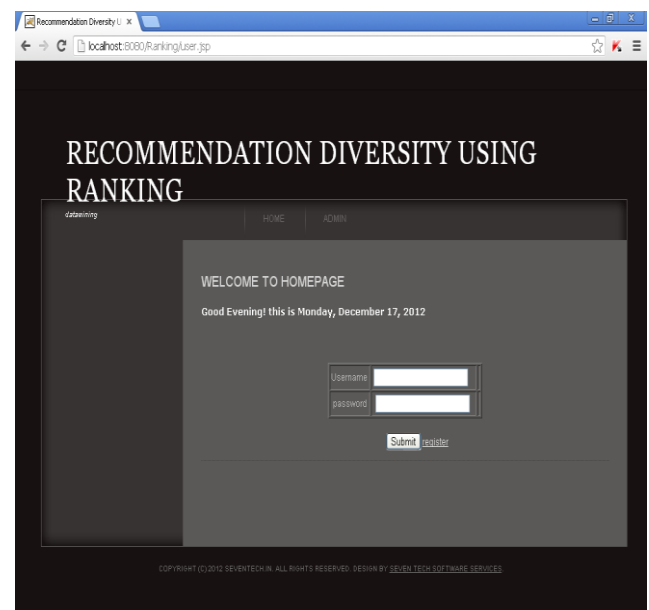 Recommendation Diversity U
localhost:8080/Ranking/user.jsp
RECOMMENDATION DIVERSITY USING
RANKING
datamining
HOME
ADMIN
WELCOME TO HOMEPAGE
Good Evening! this is Monday, December 17, 2012
Username
password
Submit register
COPYRIGHT (C)2012 SEVENTECH.IN. ALL RIGHTS RESERVED. DESIGN BY SEVEN TECH SOFTWARE SERVICES.